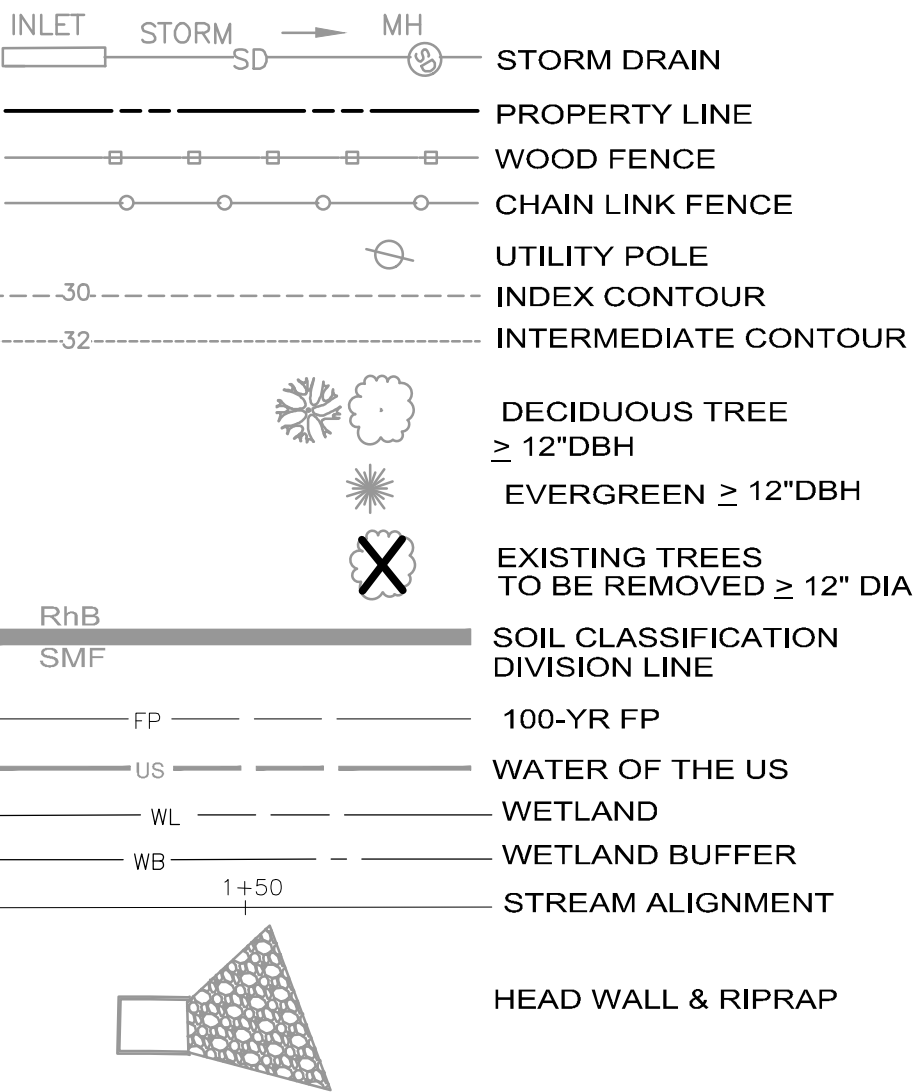 INLET STORM MH
SD SD STORM DRAIN
PROPERTY LINE
WOOD FENCE
CHAIN LINK FENCE
UTILITY POLE
30 INDEX CONTOUR
32 INTERMEDIATE CONTOUR
DECIDUOUS TREE
≥ 12"DBH
EVERGREEN ≥ 12"DBH
EXISTING TREES
TO BE REMOVED ≥ 12" DIA
RhB
SOIL CLASSIFICATION
SMF
DIVISION LINE
FP 100-YR FP
US WATER OF THE US
WL WETLAND
WB WETLAND BUFFER
1+50
STREAM ALIGNMENT
HEAD WALL & RIPRAP